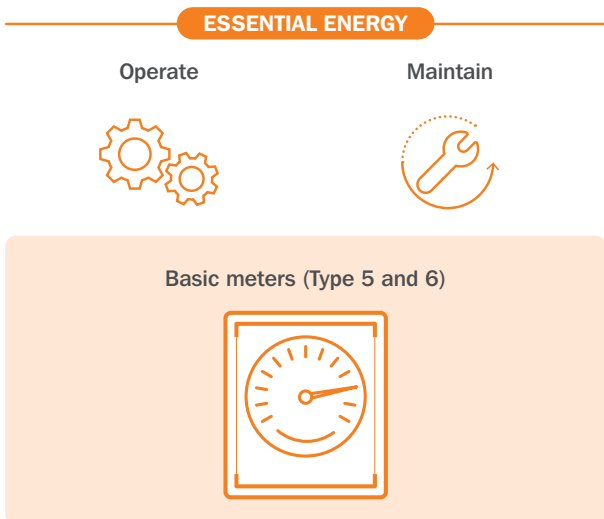 ESSENTIAL ENERGY
Operate
Maintain
Basic meters (Type 5 and 6)